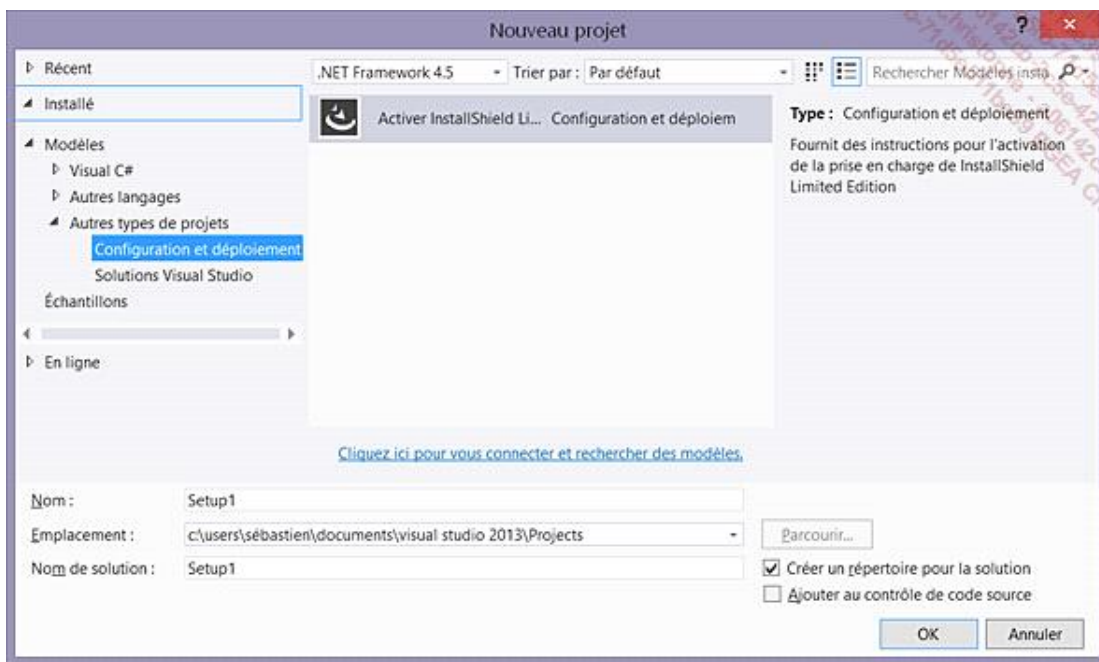 Nouveau projet
?
Récent
.NET Framework 4.5 Trier par : Par défaut
Rechercher Modèles insta
Installé
Modèles
Visual C#
Autres langages
Autres types de projets
Configuration et déploiement
Solutions Visual Studio
Échantillons
En ligne
Activer InstallShield Li... Configuration et déploiem
Type : Configuration et déploiement
Fournit des instructions pour l'activation
de la prise en charge de InstallShield
Limited Edition
Cliquez ici pour vous connecter et rechercher des modèles.
Nom : Setup1
Emplacement : c:\users\sébastien\documents\visual studio 2013\Projects
Parcourir...
Nom de solution : Setup1
Créer un répertoire pour la solution
Ajouter au contrôle de code source
OK Annuler